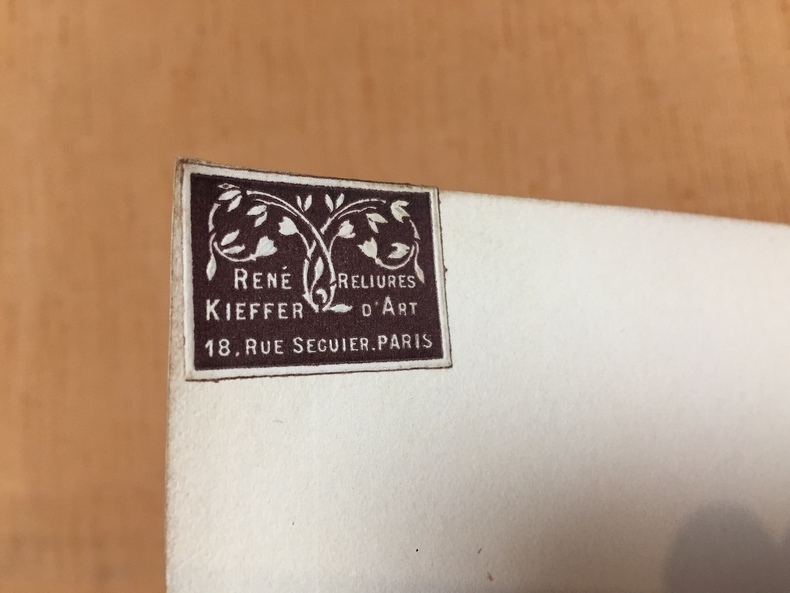 RENÉ RELIURES
KIEFFER D'ART
18, RUE SEGUIER. PARIS